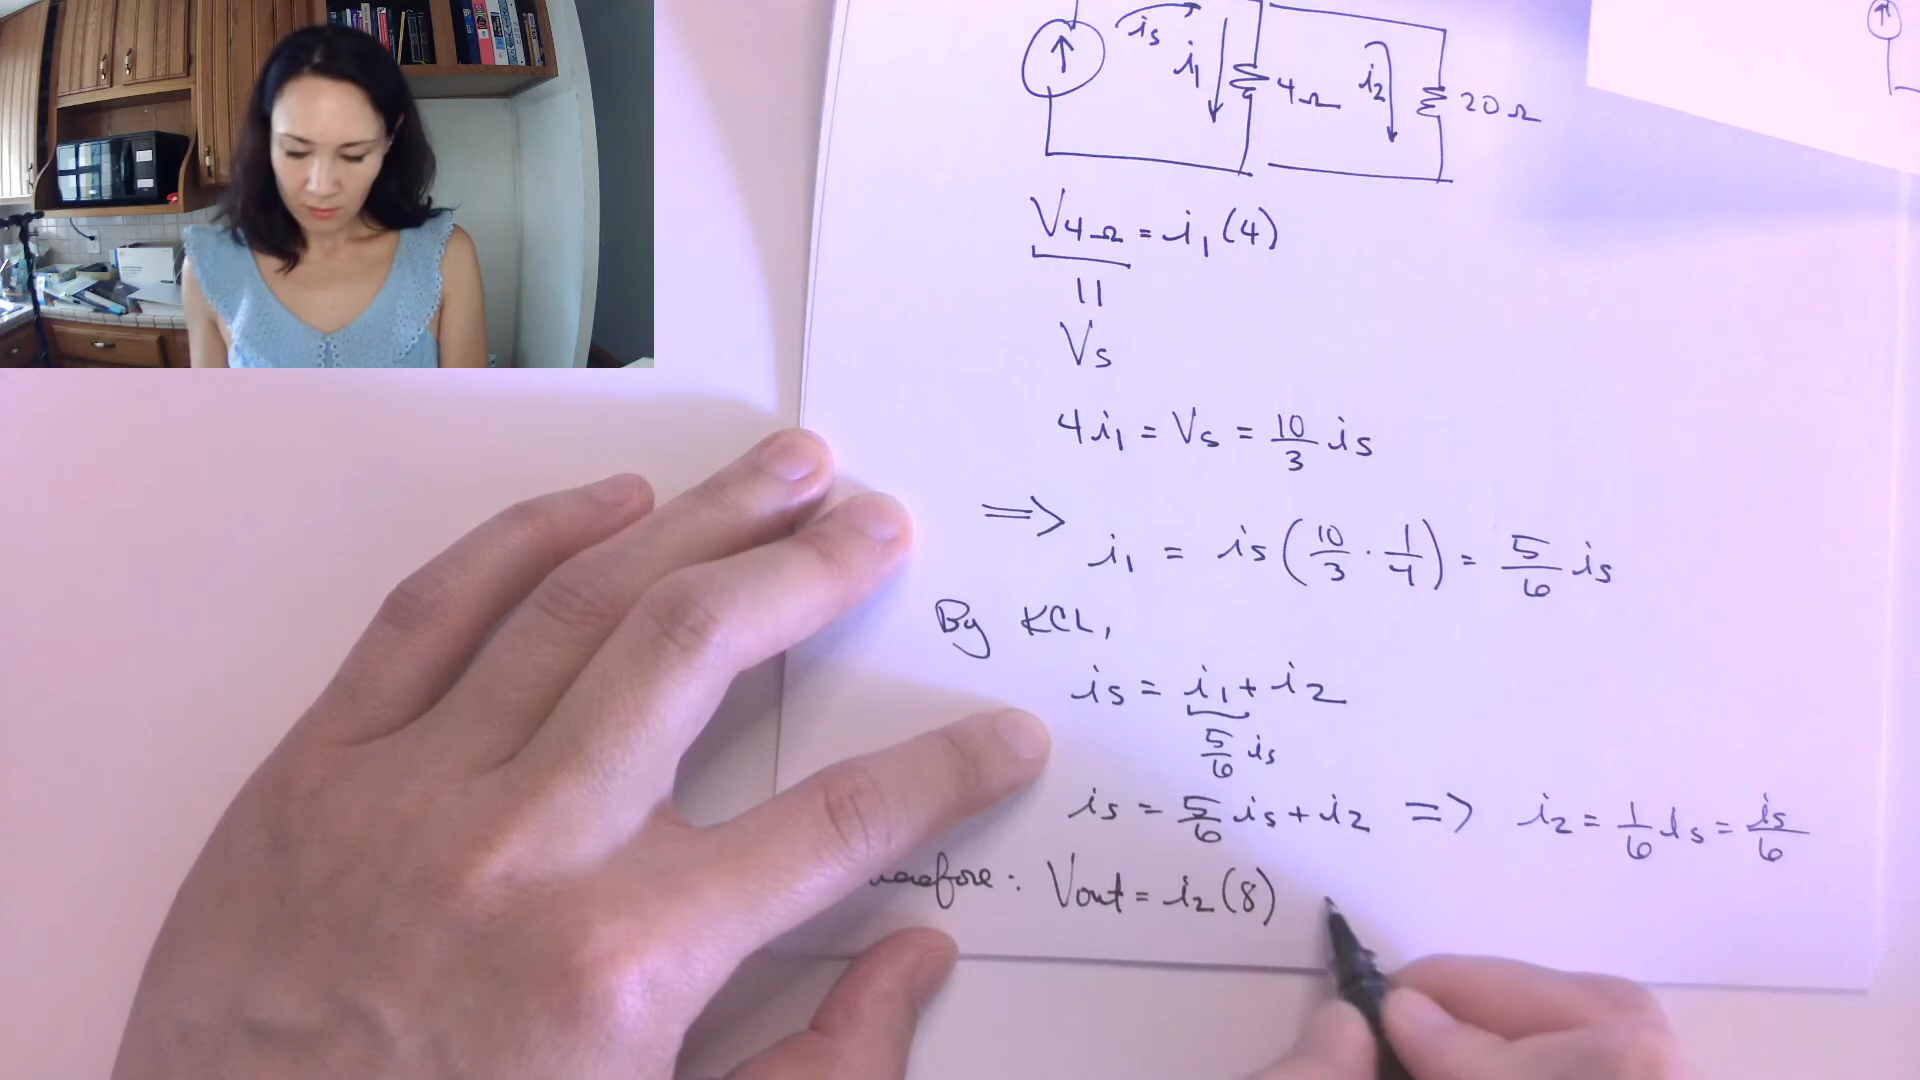 is
i1
4Ω
i2
20Ω
V4Ω = i1(4)
||
Vs
4i1 = Vs = 10/3 is
=> i1 = is(10/3 · 1/4) = 5/6 is
By KCL,
is = i1 + i2
5/6 is
is = 5/6 is + i2 => i2 = 1/6 is = is/6
Vout = i2(8)